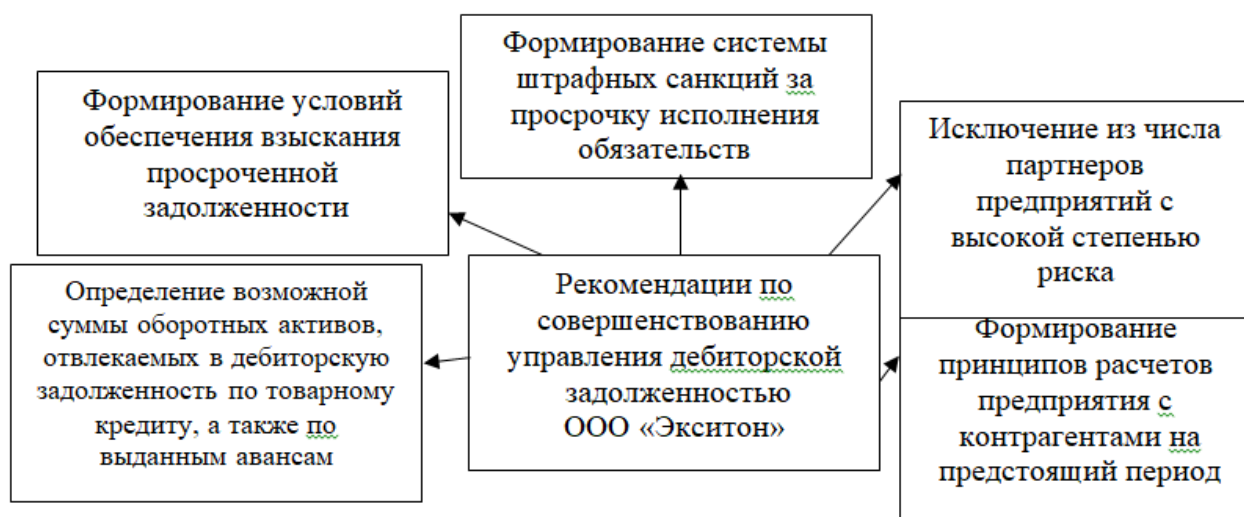 Формирование системы
штрафных санкций за
просрочку исполнения
обязательств
Формирование условий
обеспечения взыскания
просроченной
задолженности
Исключение из числа
партнеров
предприятий с
высокой степенью
риска
Определение возможной
суммы оборотных активов,
отвлекаемых в дебиторскую
задолженность по товарному
кредиту, а также по
выданным авансам
Рекомендации по
совершенствованию
управления дебиторской
задолженностью
ООО «Экситон»
Формирование
принципов расчетов
предприятия с
контрагентами на
предстоящий период